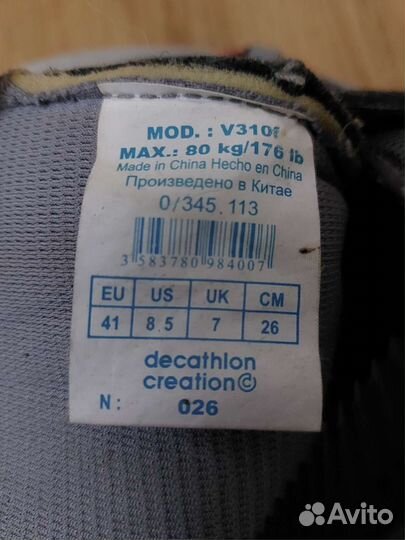 MOD. : V3107
MAX.: 80 kg/176 lb
Made in China Hecho en China
Произведено в Китае
0/345.113
3 583780 984007
EU US UK CM
41 8.5 7 26
decathlon
creation©
N: 026
Avito